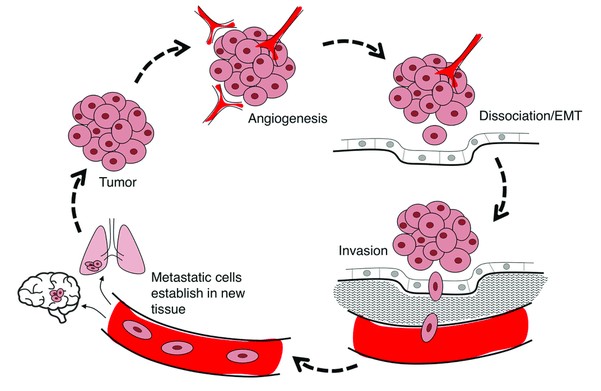 Angiogenesis
Dissociation/EMT
Tumor
Invasion
Metastatic cells
establish in new
tissue